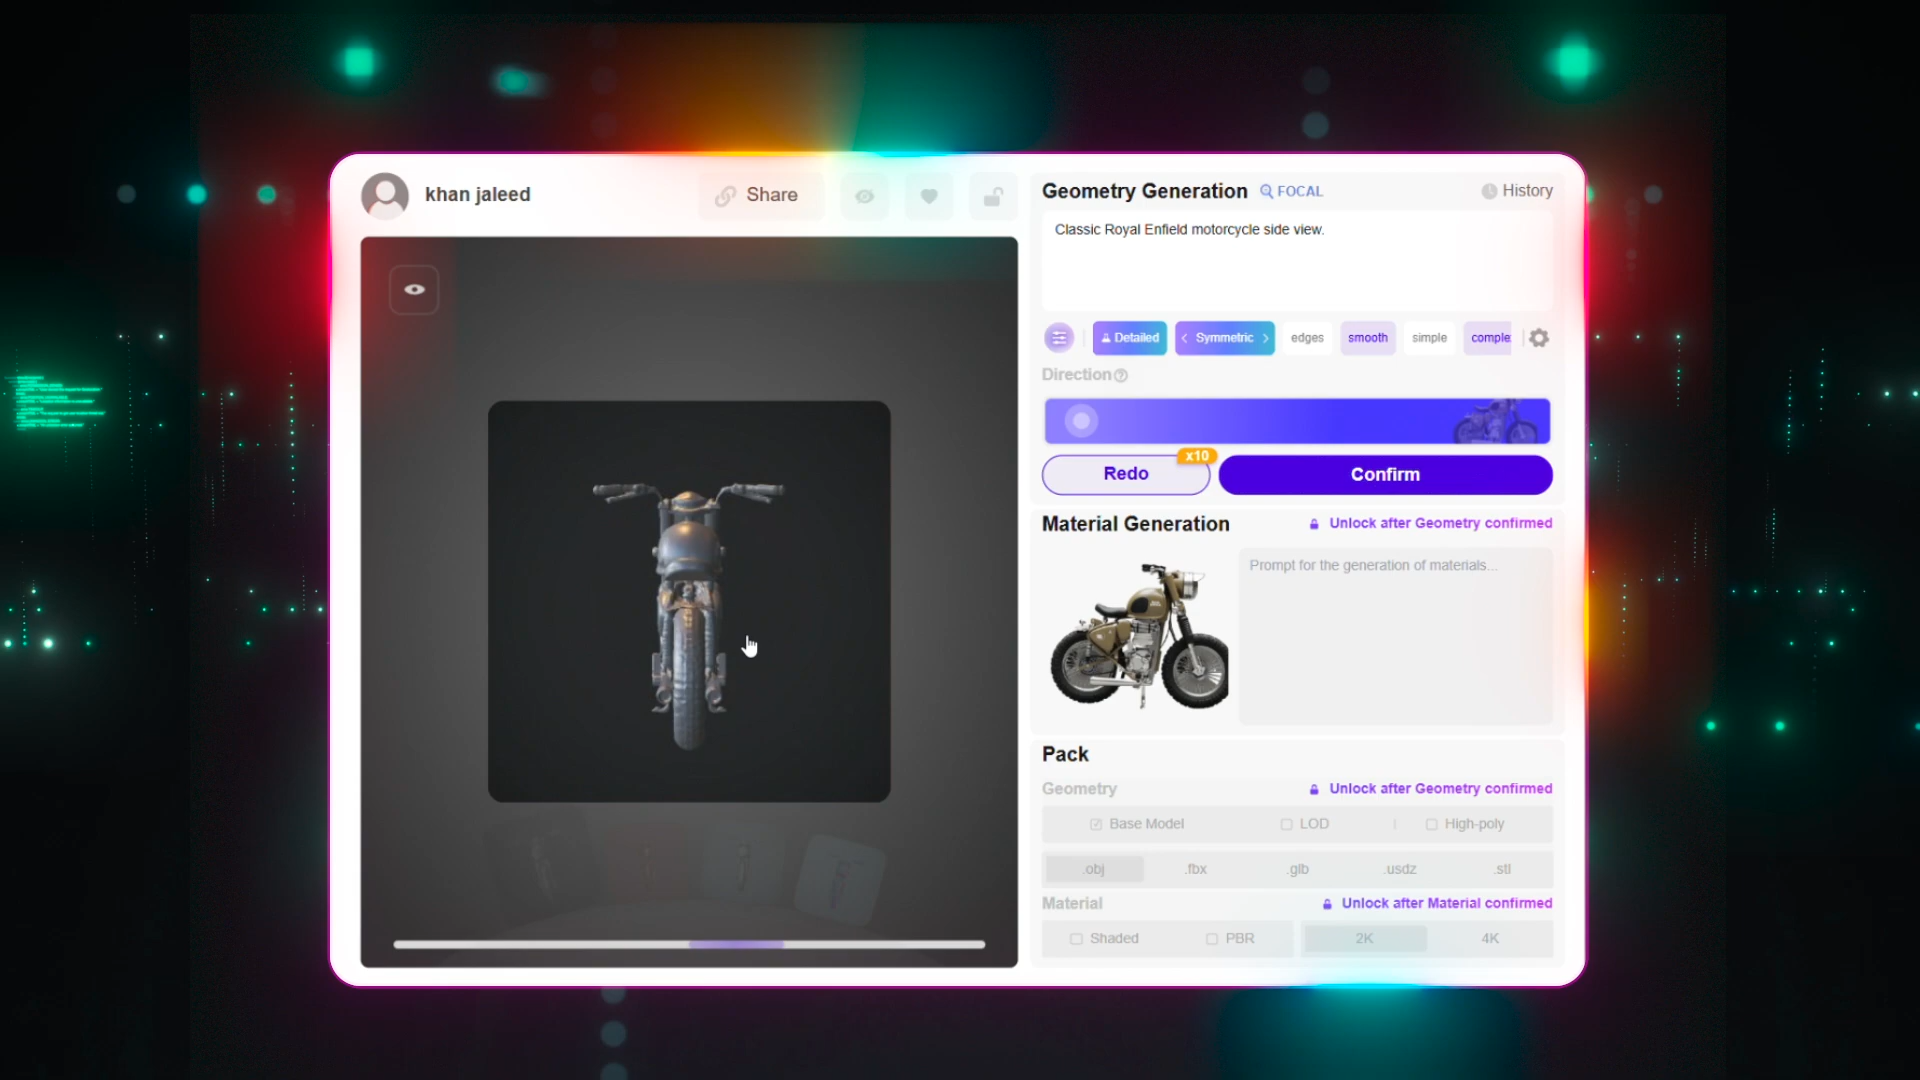 khan jaleed
Share
Geometry Generation
FOCAL
History
Classic Royal Enfield motorcycle side view.
Detailed
Symmetric
edges
smooth
simple
comple
Direction
x10
Redo
Confirm
Material Generation
Unlock after Geometry confirmed
Prompt for the generation of materials...
Pack
Geometry
Unlock after Geometry confirmed
Base Model
LOD
High-poly
.obj
.fbx
.glb
.usdz
.stl
Material
Unlock after Material confirmed
Shaded
PBR
2K
4K